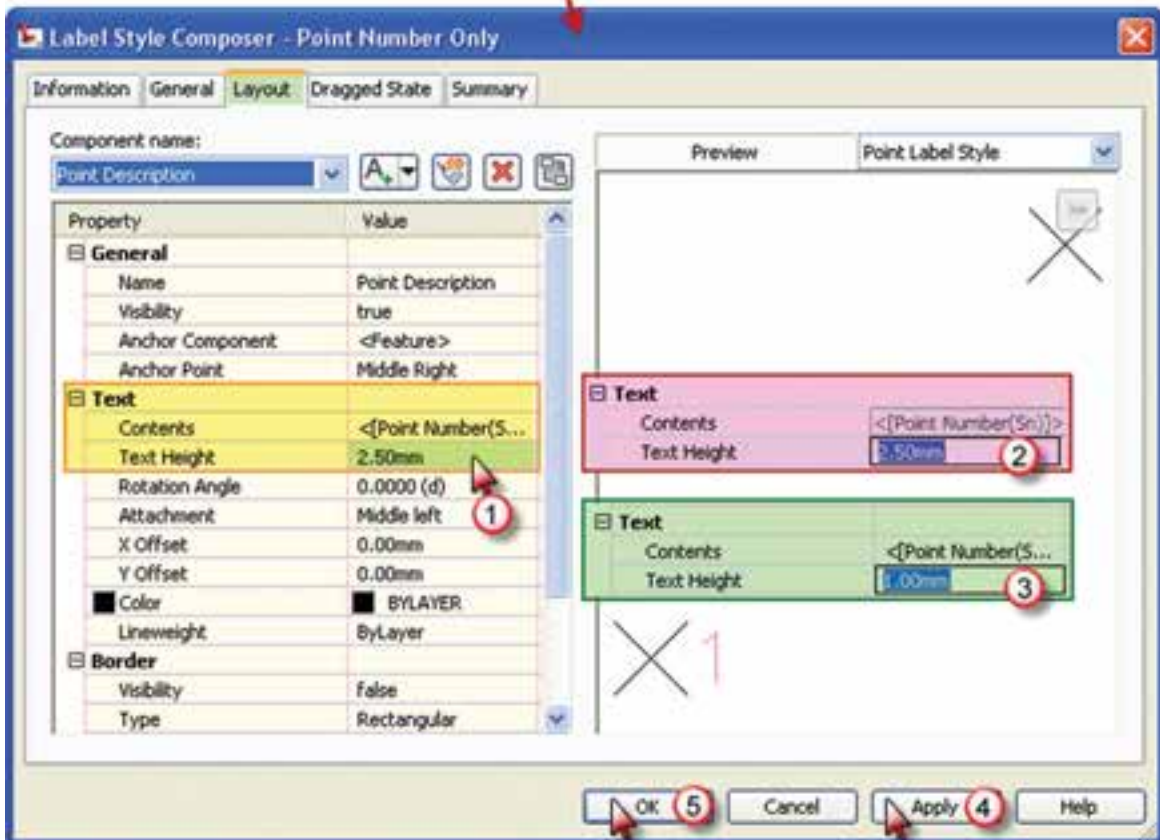 Label Style Composer - Point Number Only
Information General Layout Dragged State Summary
Component name:
Point Description
Preview Point Label Style
Property Value
General
Name Point Description
Visibility true
Anchor Component <Feature>
Anchor Point Middle Right
Text
Contents <[Point Number(S...
Text Height 2.50mm
1
Rotation Angle 0.0000 (d)
Attachment Middle left
X Offset 0.00mm
Y Offset 0.00mm
Color BYLAYER
Lineweight ByLayer
Border
Visibility false
Type Rectangular
Text
Contents <[Point Number(Sn)]>
Text Height 2.50mm
2
Text
Contents <[Point Number(S...
Text Height .00mm
3
1
OK 5 Cancel Apply 4 Help